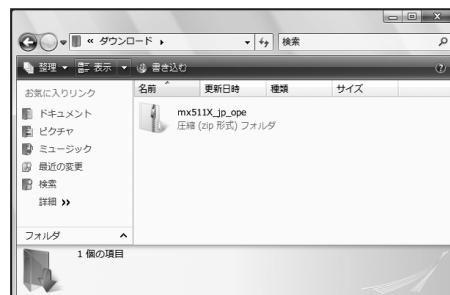 ≪ ダウンロード
検索
整理 表示 書き込む
お気に入りリンク
ドキュメント
ピクチャ
ミュージック
最近の変更
検索
詳細 >>
フォルダ
名前 更新日時 種類 サイズ
mx511X_jp_ope
圧縮 (zip 形式) フォルダ
1 個の項目